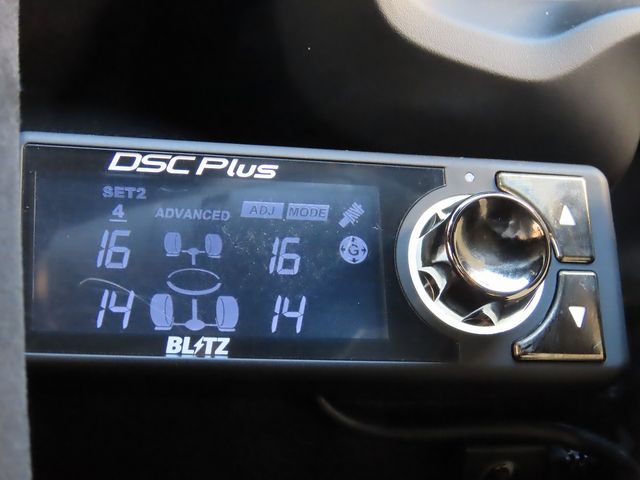 DSC Plus
SET2
4 ADVANCED ADJ MODE
16 16 G
14 14
BLITZ